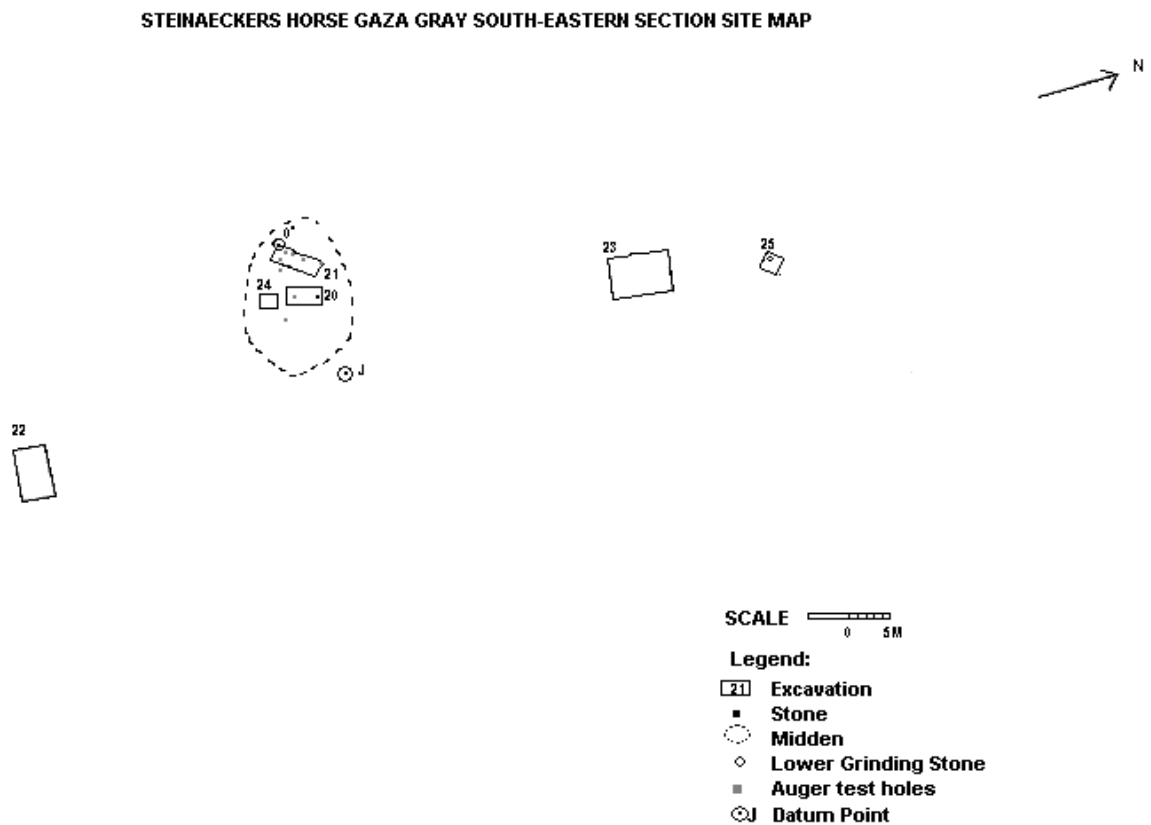 STEINAECKERS HORSE GAZA GRAY SOUTH-EASTERN SECTION SITE MAP
N
23
25
21
24
20
J
22
SCALE
0 5M
Legend:
21 Excavation
Stone
Midden
Lower Grinding Stone
Auger test holes
J Datum Point